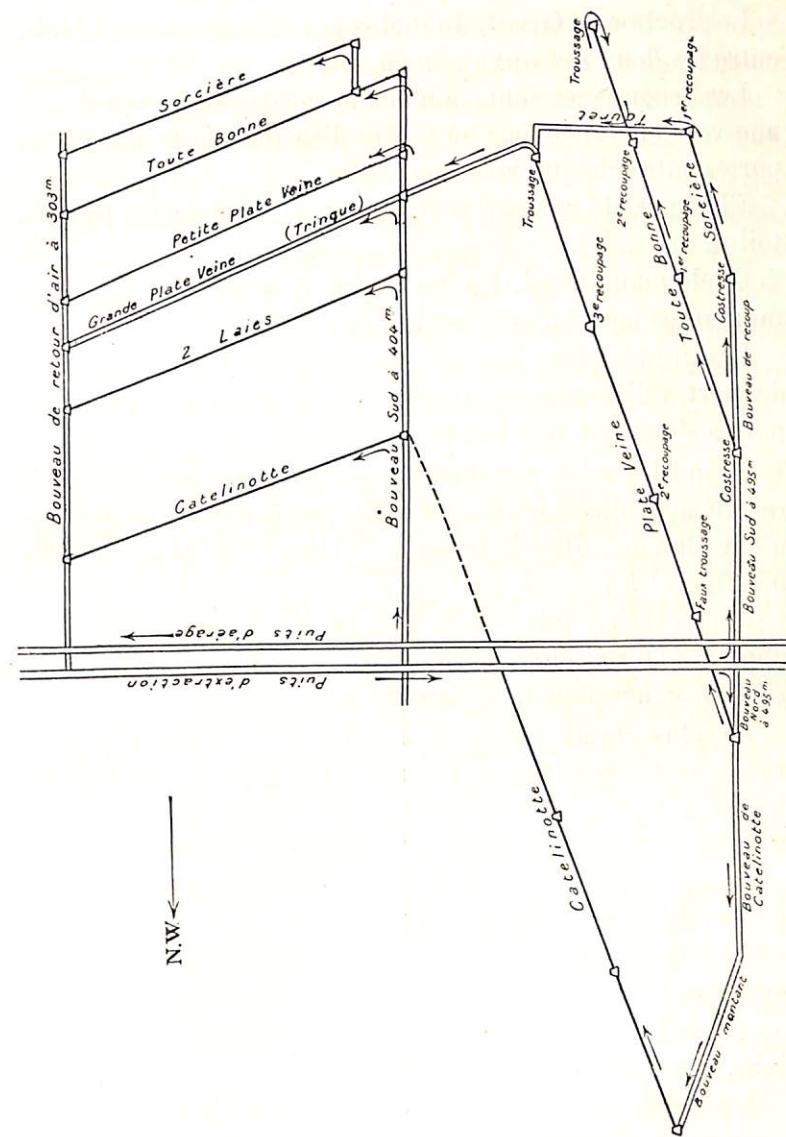 Sorcière
Toute Bonne
Petite Plate Veine
Grande Plate Veine (Tringue)
2 Laies
Catelinotte
Bouveau de retour d'air à 303m
Bouveau Sud à 404m.
Puits d'aérage
Puits d'extraction
N.W.
Troussage
Touret
1er recoupage
2e recoupage
Troussage
Sorcière
Toute Bonne
1er recoupage
3e recoupage
Plate Veine
2e recoupage
Faux troussage
Costresse
Bouveau de recoup
Costresse
Bouveau Sud à 495m
Bouveau
Nord
à 495m.
Catelinotte
Bouveau de
Catelinotte
Bouveau montant